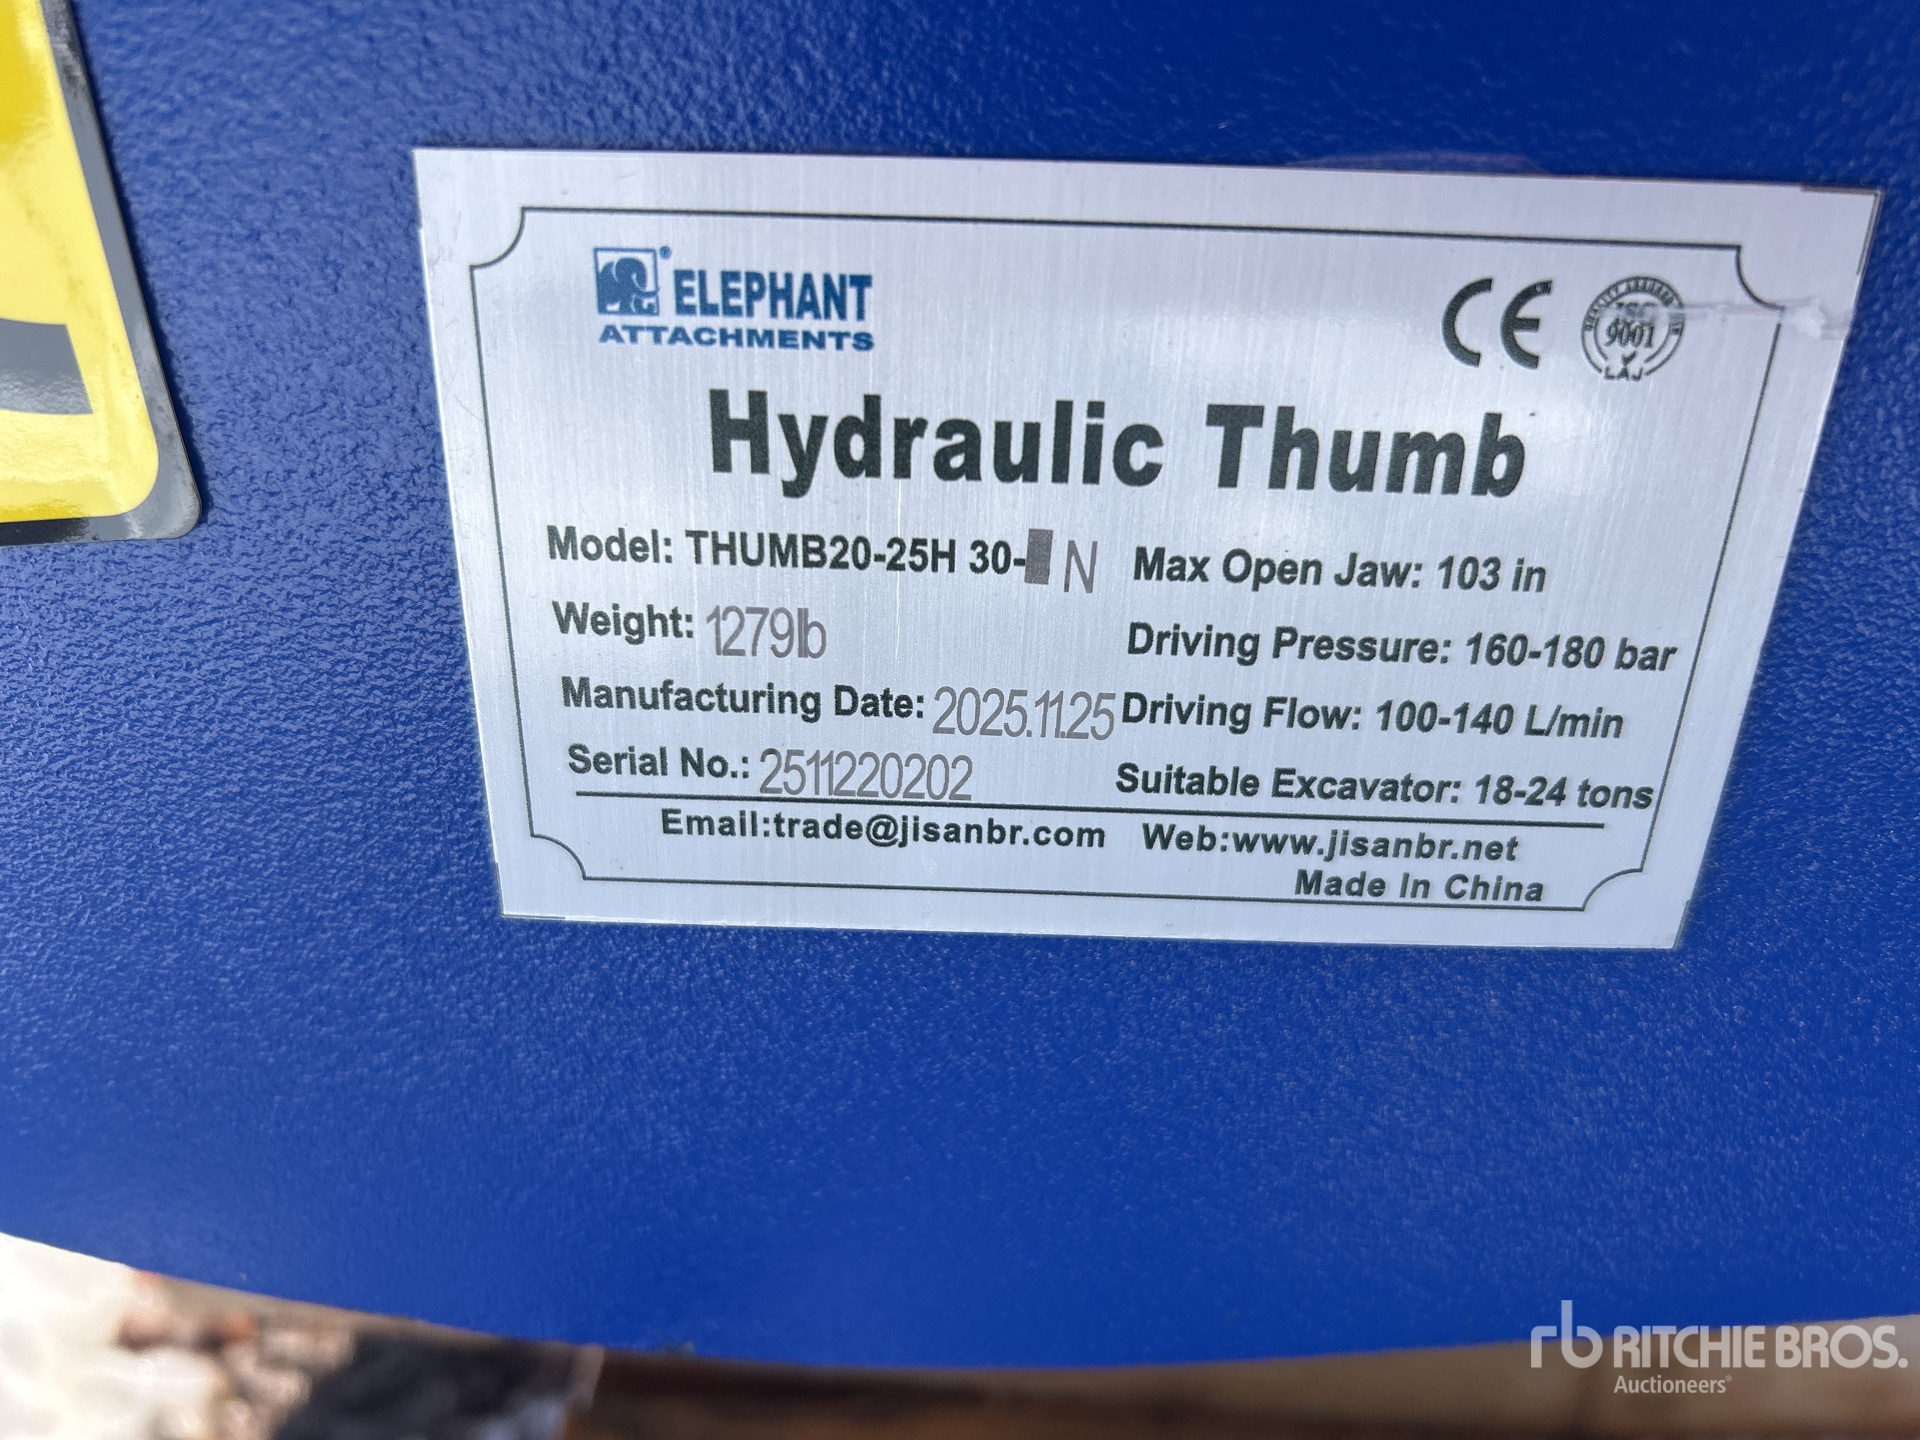 ® ELEPHANT
ATTACHMENTS
CE
9001
Hydraulic Thumb
Model: THUMB20-25H 30- N
Weight: 1279lb
Manufacturing Date: 2025.11.25
Serial No.: 2511220202
Max Open Jaw: 103 in
Driving Pressure: 160-180 bar
Driving Flow: 100-140 L/min
Suitable Excavator: 18-24 tons
Email:trade@jisanbr.com Web:www.jisanbr.net
Made In China
rb RITCHIE BROS.
Auctioneers